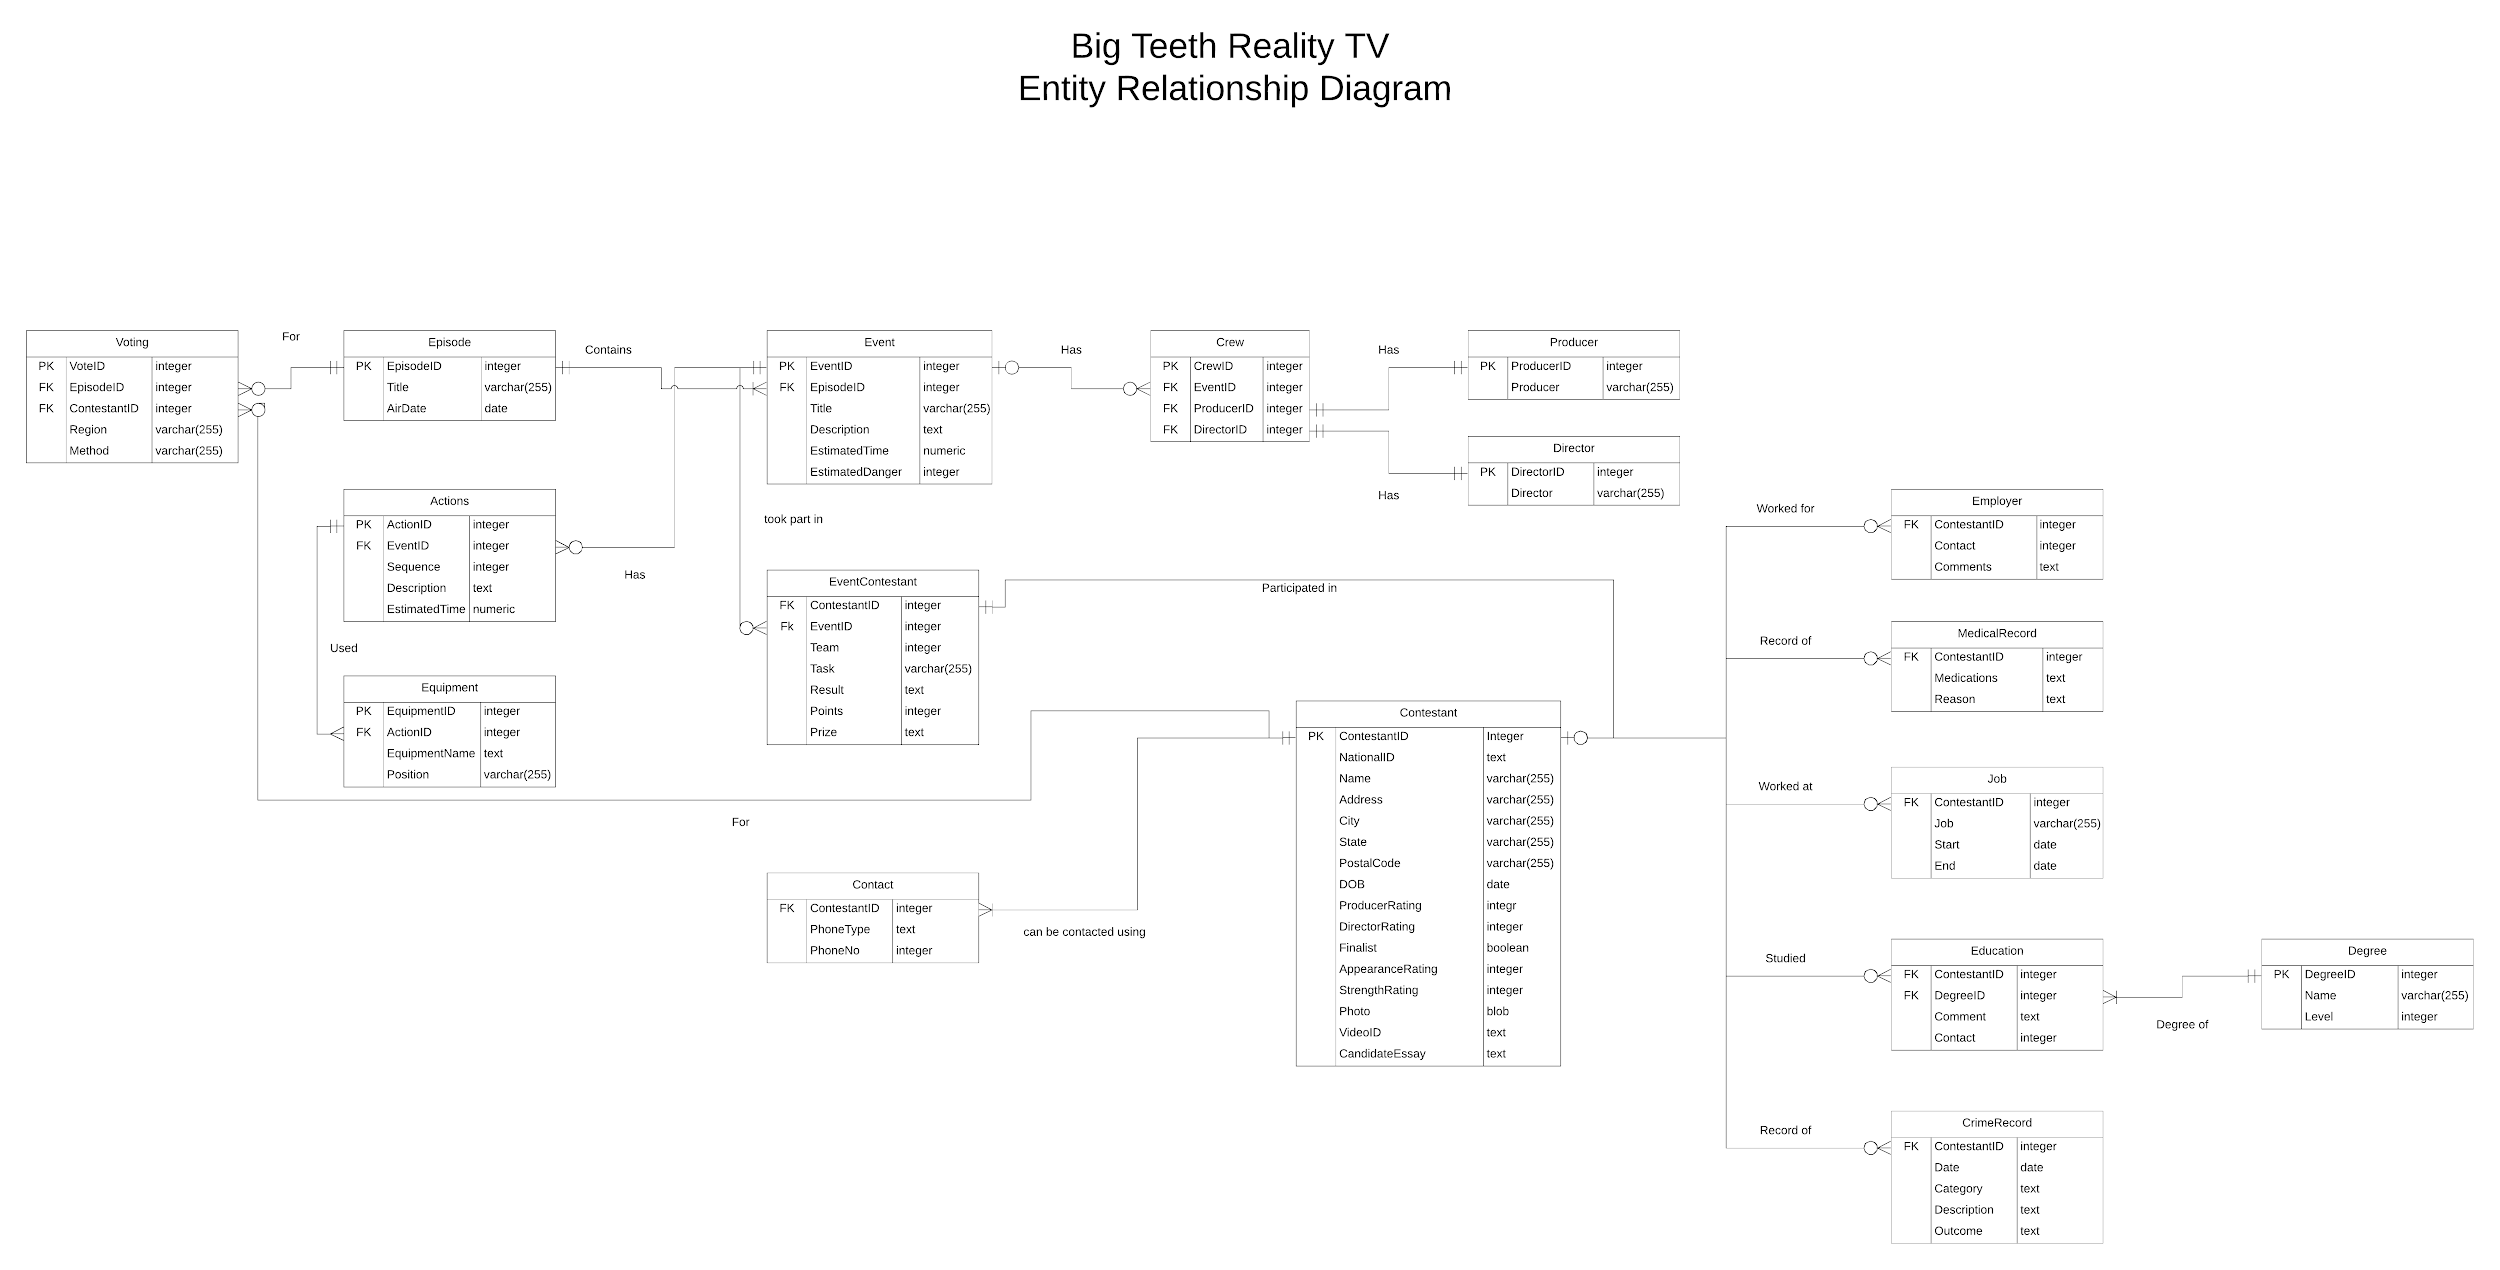 Big Teeth Reality TV
Entity Relationship Diagram
For
Contains
Has
Has
Voting
PK VoteID integer
FK EpisodeID integer
FK ContestantID integer
Region varchar(255)
Method varchar(255)
Episode
PK EpisodeID integer
Title varchar(255)
AirDate date
Event
PK EventID integer
FK EpisodeID integer
Title varchar(255)
Description text
EstimatedTime numeric
EstimatedDanger integer
Crew
PK CrewID integer
FK EventID integer
FK ProducerID integer
FK DirectorID integer
Producer
PK ProducerID integer
Producer varchar(255)
Director
PK DirectorID integer
Director varchar(255)
Has
Actions
PK ActionID integer
FK EventID integer
Sequence integer
Description text
EstimatedTime numeric
took part in
Has
Used
Equipment
PK EquipmentID integer
FK ActionID integer
EquipmentName text
Position varchar(255)
EventContestant
FK ContestantID integer
Fk EventID integer
Team integer
Task varchar(255)
Result text
Points integer
Prize text
Participated in
For
Contact
FK ContestantID integer
PhoneType text
PhoneNo integer
can be contacted using
Contestant
PK ContestantID Integer
NationalID text
Name varchar(255)
Address varchar(255)
City varchar(255)
State varchar(255)
PostalCode varchar(255)
DOB date
ProducerRating integr
DirectorRating integer
Finalist boolean
AppearanceRating integer
StrengthRating integer
Photo blob
VideoID text
CandidateEssay text
Worked for
Employer
FK ContestantID integer
Contact integer
Comments text
Record of
MedicalRecord
FK ContestantID integer
Medications text
Reason text
Worked at
Job
FK ContestantID integer
Job varchar(255)
Start date
End date
Studied
Education
FK ContestantID integer
FK DegreeID integer
Comment text
Contact integer
Degree of
Degree
PK DegreeID integer
Name varchar(255)
Level integer
Record of
CrimeRecord
FK ContestantID integer
Date date
Category text
Description text
Outcome text